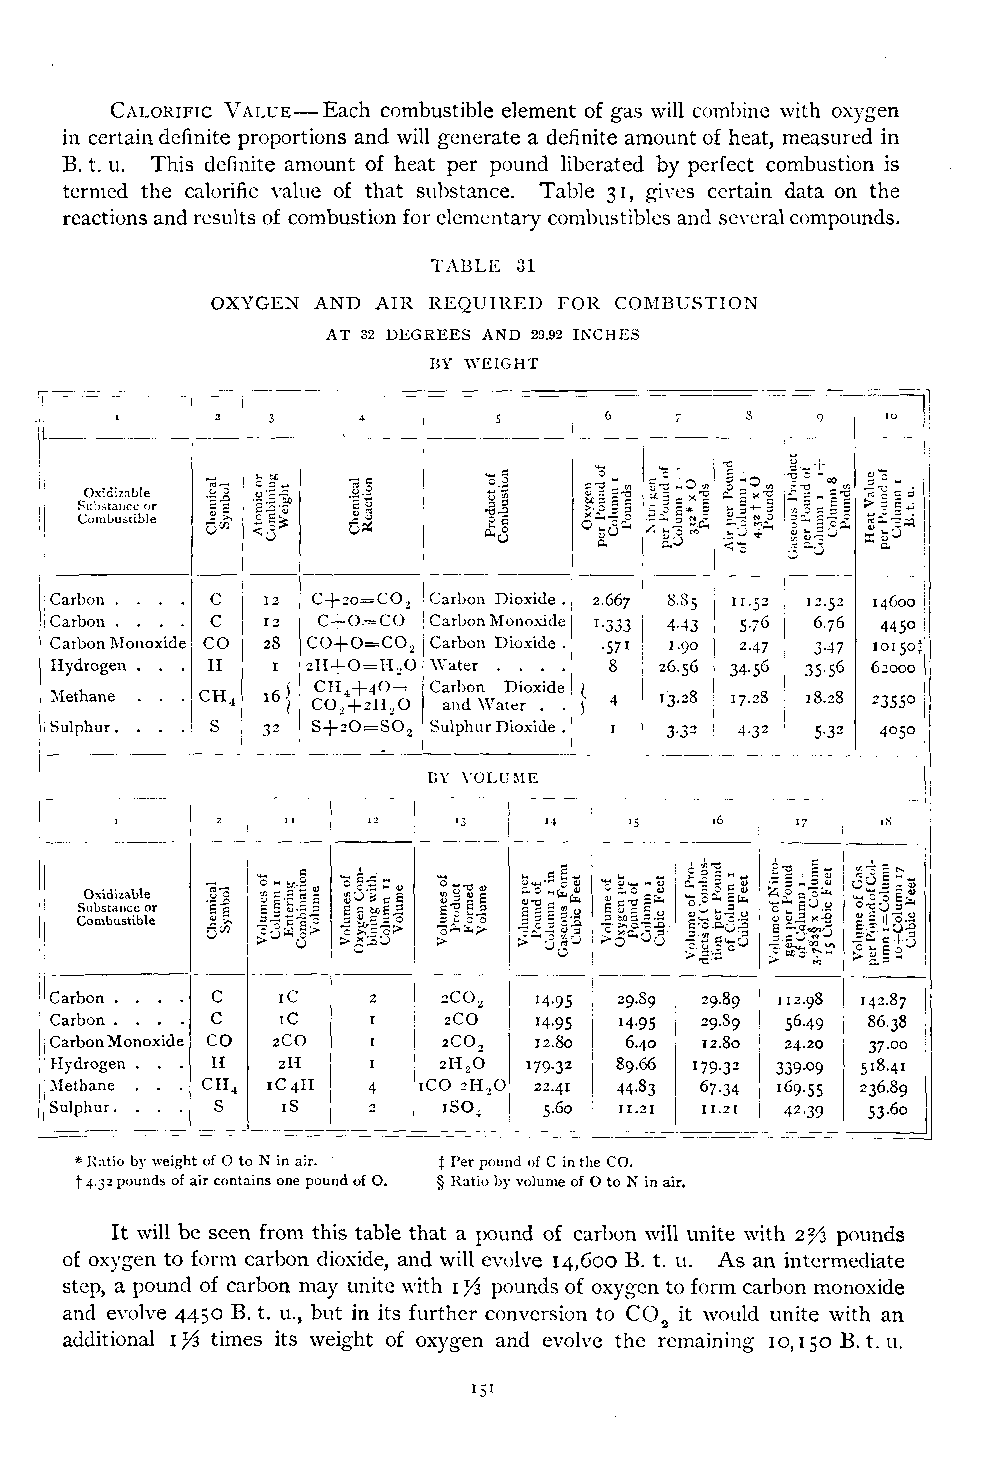 CALORIFIC VALUE—Each combustible element of gas will combine with oxygen
in certain definite proportions and will generate a definite amount of heat, measured in
B. t. u. This definite amount of heat per pound liberated by perfect combustion is
termed the calorific value of that substance. Table 31, gives certain data on the
reactions and results of combustion for elementary combustibles and several compounds.
TABLE 31
OXYGEN AND AIR REQUIRED FOR COMBUSTION
AT 32 DEGREES AND 29.92 INCHES
BY WEIGHT
1 2 3 4 5 6 7 8 9 10
Oxidizable Substance or Combustible
Chemical Symbol
Atomic or Combining Weight
Chemical Reaction
Product of Combustion
Oxygen per Pound of Column 1 Pounds
Nitrogen per Pound of Column 1. 3.32* x O Pounds
Air per Pound of Column 1. 4.32† x O Pounds
Gaseous Product per Pound of Column 1 1+ Column 8 Pounds
Heat Value per Pound of Column 1 B.t.u.
Carbon . . . . C 12 C+2O=CO₂ Carbon Dioxide . 2.667 8.85 11.52 12.52 14600
Carbon . . . . C 12 C+O=CO Carbon Monoxide 1.333 4.43 5.76 6.76 4450
Carbon Monoxide CO 28 CO+O=CO₂ Carbon Dioxide . .571 1.90 2.47 3.47 10150‡
Hydrogen . . . H 1 2H+O=H₂O Water . . . . 8 26.56 34.56 35.56 62000
Methane . . . CH₄ 16 CH₄+4O= CO₂+2H₂O Carbon Dioxide and Water . . 4 13.28 17.28 18.28 23550
Sulphur . . . . S 32 S+2O=SO₂ Sulphur Dioxide . 1 3.32 4.32 5.32 4050
BY VOLUME
1 2 11 12 13 14 15 16 17 18
Oxidizable Substance or Combustible
Chemical Symbol
Volumes of Column 1 Entering Combination Volume
Volumes of Oxygen Combining with Column 11 Volume
Volumes of Product Formed Volume
Volume per Pound of Column 1 in Gaseous Form Cubic Feet
Volume of Oxygen per Pound of Column 1 Cubic Feet
Volume of Products of Combustion per Pound of Column 1 Cubic Feet
Volume of Nitrogen per Pound of Column 1. 3.782§ x Column 15 Cubic Feet
Volume of Gas per Pound of Column 1=Column 10÷Column 17 Cubic Feet
Carbon . . . . C 1C 2 2CO₂ 14.95 29.89 29.89 112.98 142.87
Carbon . . . . C 1C 1 2CO 14.95 14.95 29.89 56.49 86.38
Carbon Monoxide CO 2CO 1 2CO₂ 12.80 6.40 12.80 24.20 37.00
Hydrogen . . . H 2H 1 2H₂O 179.32 89.66 179.32 339.09 518.41
Methane . . . CH₄ 1C4H 4 1CO 2H₂O 22.41 44.83 67.34 169.55 236.89
Sulphur . . . . S 1S 2 1SO₂ 5.60 11.21 11.21 42.39 53.60
* Ratio by weight of O to N in air.
† 4.32 pounds of air contains one pound of O.
‡ Per pound of C in the CO.
§ Ratio by volume of O to N in air.
It will be seen from this table that a pound of carbon will unite with 2⅔ pounds
of oxygen to form carbon dioxide, and will evolve 14,600 B. t. u. As an intermediate
step, a pound of carbon may unite with 1⅓ pounds of oxygen to form carbon monoxide
and evolve 4450 B. t. u., but in its further conversion to CO₂ it would unite with an
additional 1⅓ times its weight of oxygen and evolve the remaining 10,150 B. t. u.
151